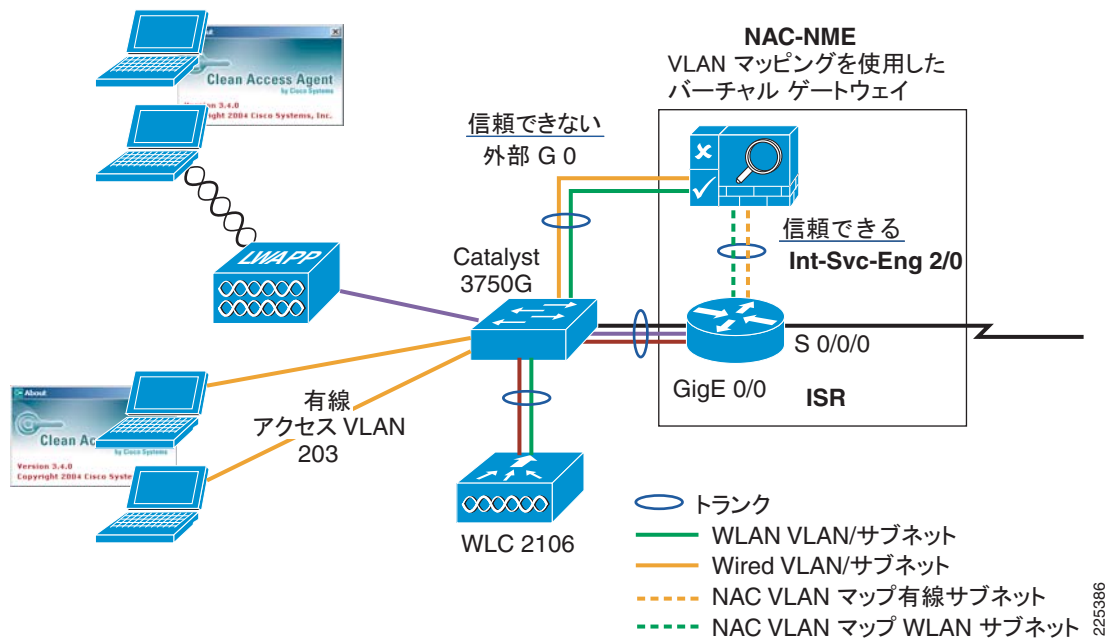 About
Clean Access Agent
by Cisco Systems
Version 3.4.0
Copyright 2004 Cisco Systems, Inc.
NAC-NME
VLAN マッピングを使用した
バーチャル ゲートウェイ
信頼できない
外部 G 0
信頼できる
Int-Svc-Eng 2/0
LWAPP
Catalyst
3750G
S 0/0/0
GigE 0/0
ISR
About
Clean Ac
by Cisco Systems
Version 3.4.0
Copyright 2004 Cisco Syste
有線
アクセス VLAN
203
WLC 2106
トランク
WLAN VLAN/サブネット
Wired VLAN/サブネット
NAC VLAN マップ有線サブネット
NAC VLAN マップ WLAN サブネット
225386